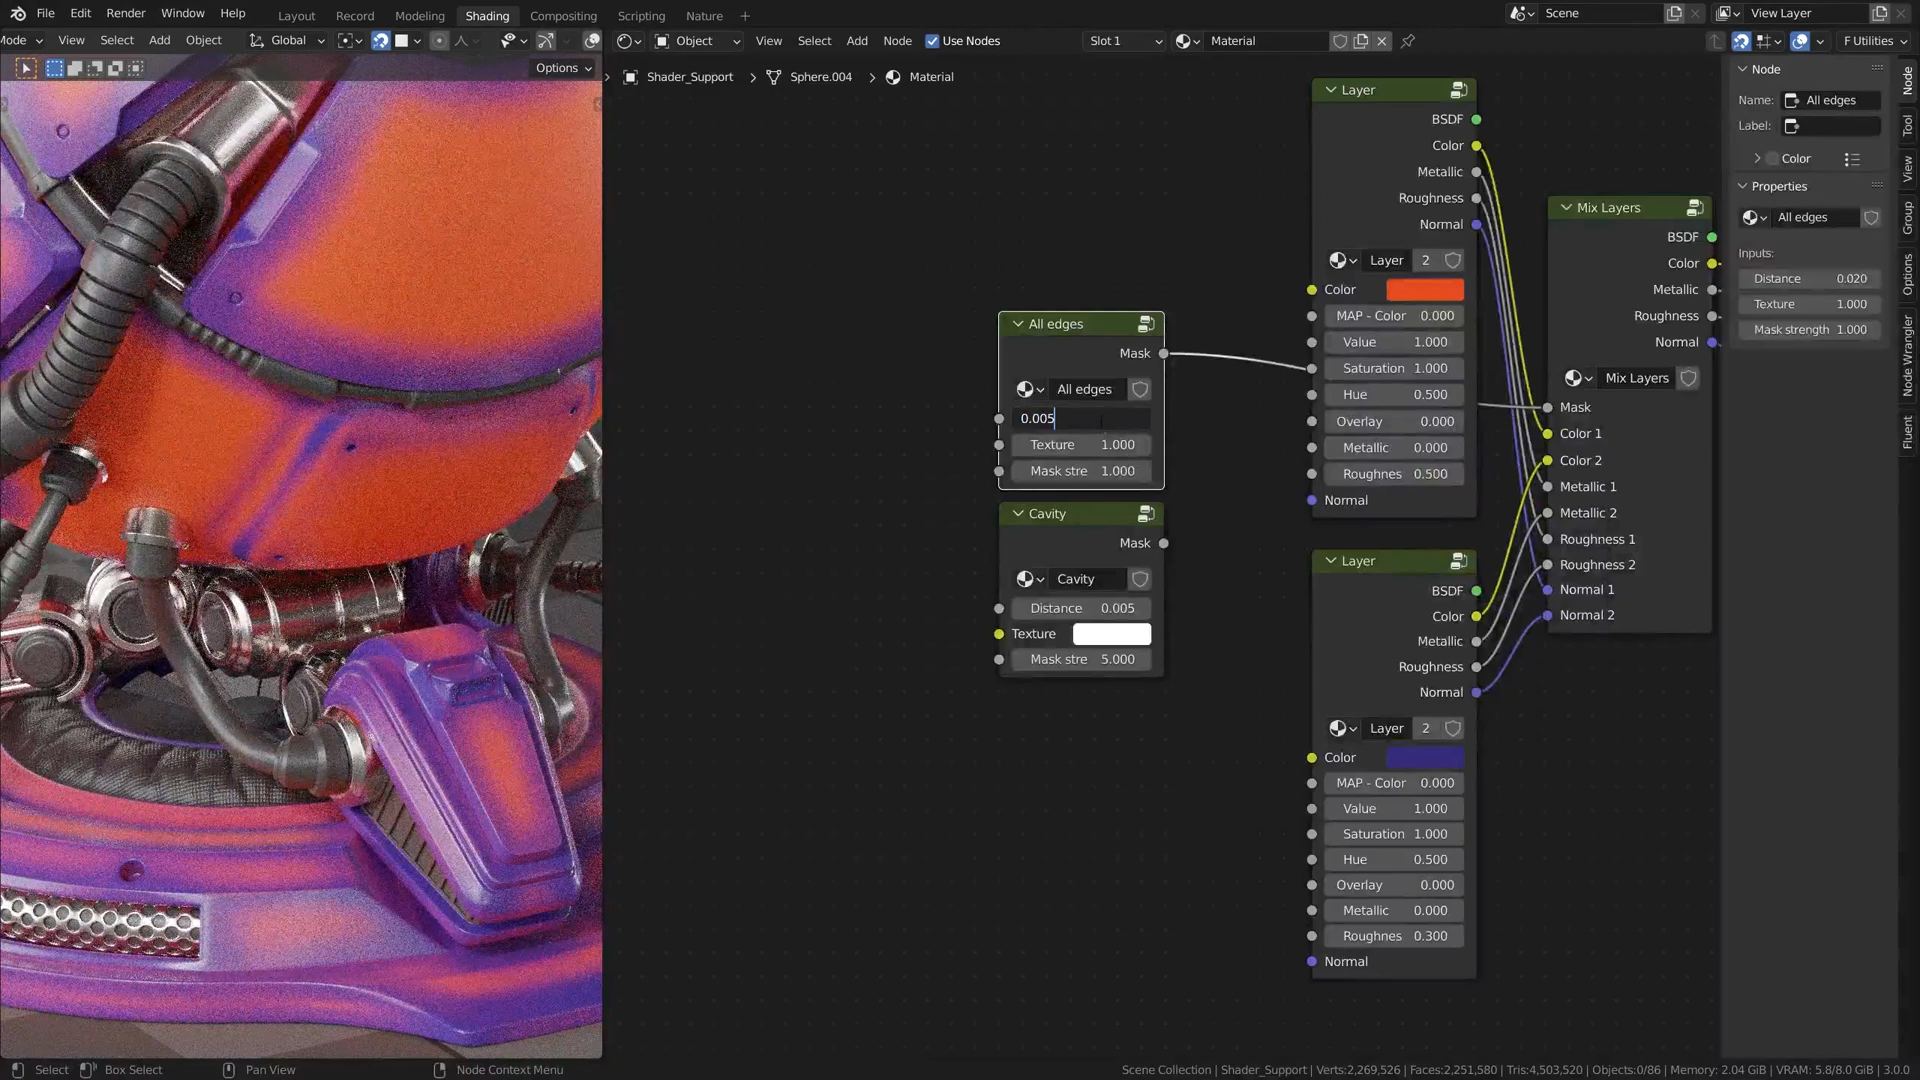 File Edit Render Window Help Layout Record Modeling Shading Compositing Scripting Nature + Scene View Layer
Mode View Select Add Object Global Object View Select Add Node Use Nodes Slot 1 Material F Utilities
Options
Shader_Support > Sphere.004 > Material
Layer
BSDF
Color
Metallic
Roughness
Normal
Layer 2
Color
MAP - Color 0.000
Value 1.000
Saturation 1.000
Hue 0.500
Overlay 0.000
Metallic 0.000
Roughnes 0.500
Normal
All edges
Mask
All edges
0.005
Texture 1.000
Mask stre 1.000
Cavity
Mask
Cavity
Distance 0.005
Texture
Mask stre 5.000
Layer
BSDF
Color
Metallic
Roughness
Normal
Layer 2
Color
MAP - Color 0.000
Value 1.000
Saturation 1.000
Hue 0.500
Overlay 0.000
Metallic 0.000
Roughnes 0.300
Normal
Mix Layers
BSDF
Color
Metallic
Roughness
Normal
Mix Layers
Mask
Color 1
Color 2
Metallic 1
Metallic 2
Roughness 1
Roughness 2
Normal 1
Normal 2
Node
Name: All edges
Label:
Color
Properties
All edges
Inputs:
Distance 0.020
Texture 1.000
Mask strength 1.000
Node
Tool
View
Group
Options
Node Wrangler
Fluent
Select Box Select Pan View Node Context Menu
Scene Collection | Shader_Support | Verts:2,269,526 | Faces:2,251,580 | Tris:4,503,520 | Objects:0/86 | Memory: 2.04 GiB | VRAM: 5.8/8.0 GiB | 3.0.0